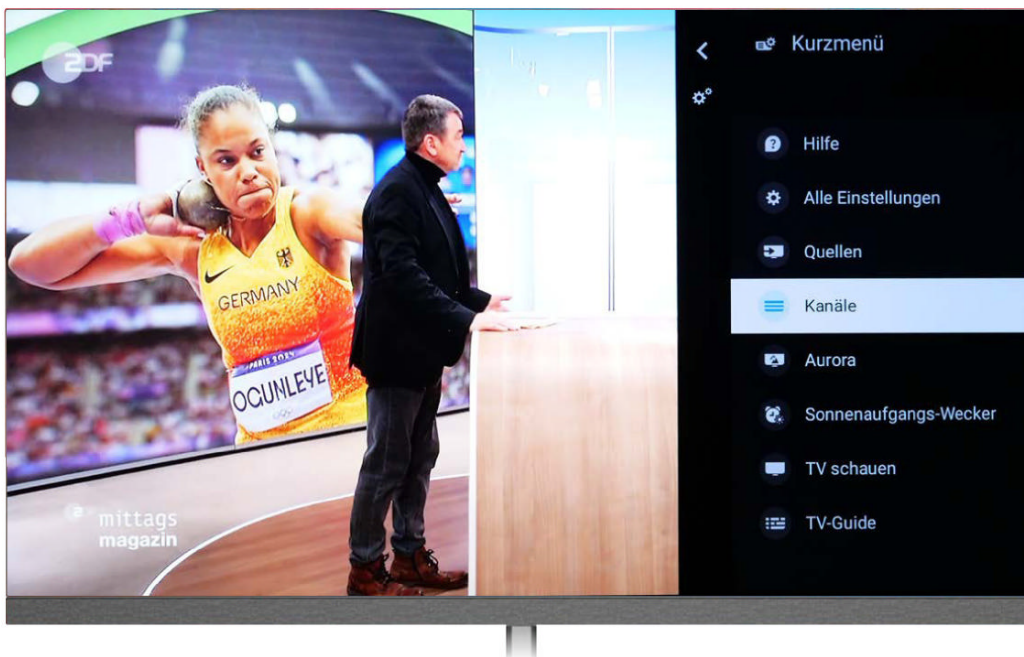 ZDF
GERMANY
PARIS 2024
OGUNLEYE
mittags
magazin
Kurzmenü
Hilfe
Alle Einstellungen
Quellen
Kanäle
Aurora
Sonnenaufgangs-Wecker
TV schauen
TV-Guide